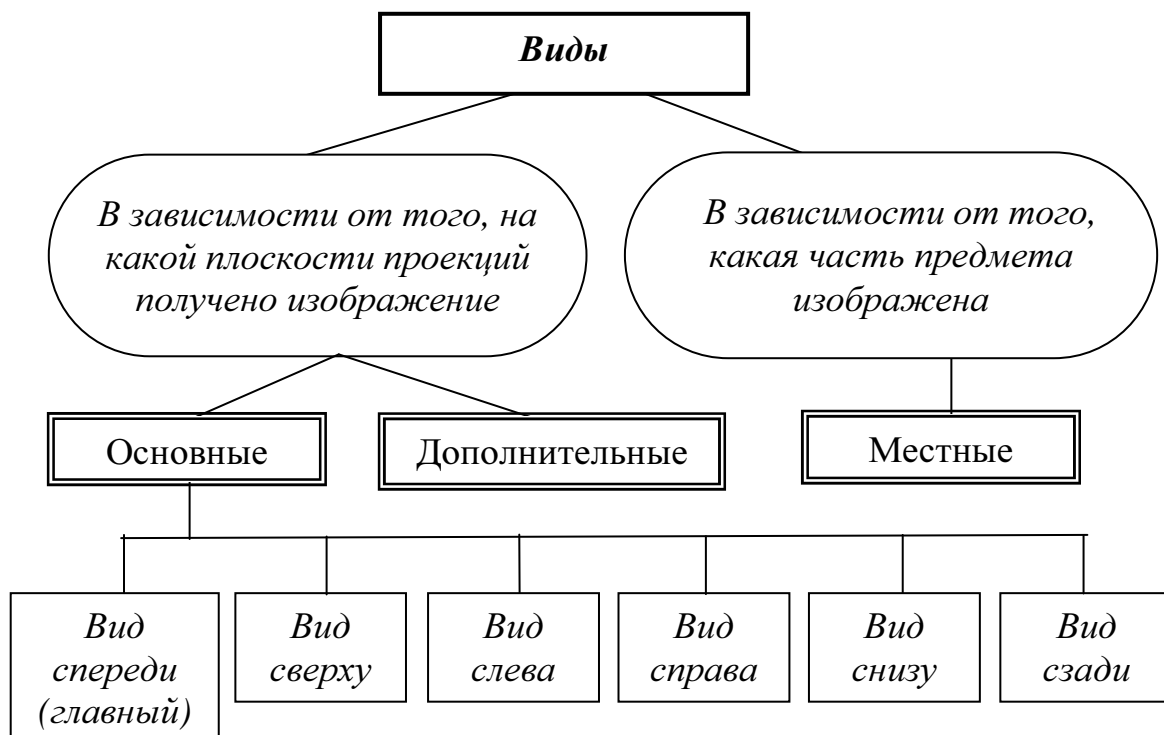 Виды
В зависимости от того, на
какой плоскости проекций
получено изображение
В зависимости от того,
какая часть предмета
изображена
Основные
Дополнительные
Местные
Вид
спереди
(главный)
Вид
сверху
Вид
слева
Вид
справа
Вид
снизу
Вид
сзади